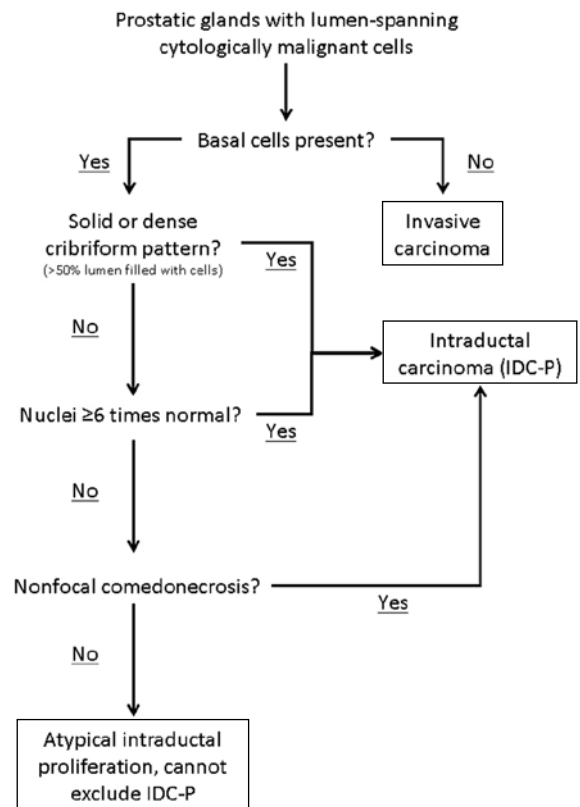 Prostatic glands with lumen-spanning
cytologically malignant cells
Basal cells present?
Yes
No
Solid or dense
cribriform pattern?
(>50% lumen filled with cells)
Yes
Invasive
carcinoma
No
Intraductal
carcinoma (IDC-P)
Nuclei ≥6 times normal?
Yes
No
Nonfocal comedonecrosis?
Yes
No
Atypical intraductal
proliferation, cannot
exclude IDC-P